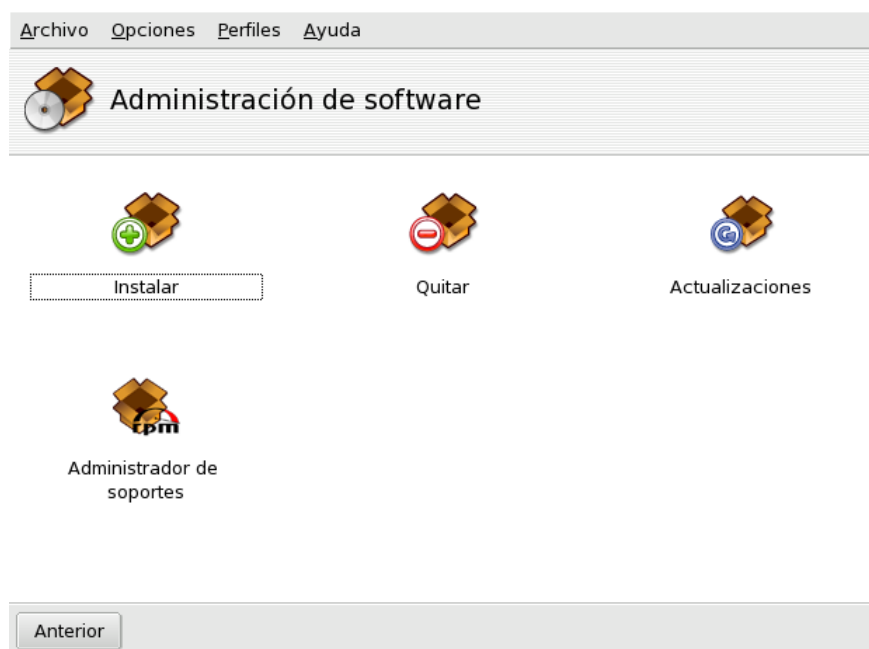 Archivo Opciones Perfiles Ayuda
Administración de software
Instalar
Quitar
Actualizaciones
rpm
Administrador de
soportes
Anterior